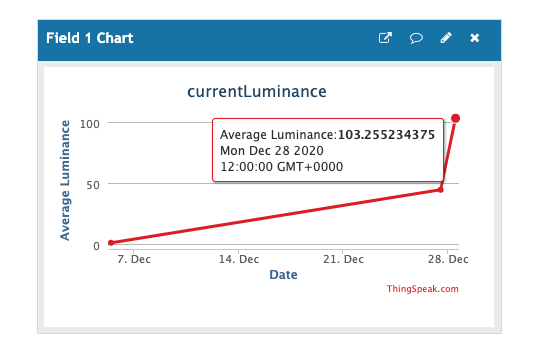 Field 1 Chart
currentLuminance
Average Luminance
100
50
0
Average Luminance:103.255234375
Mon Dec 28 2020
12:00:00 GMT+0000
7. Dec
14. Dec
21. Dec
28. Dec
Date
ThingSpeak.com